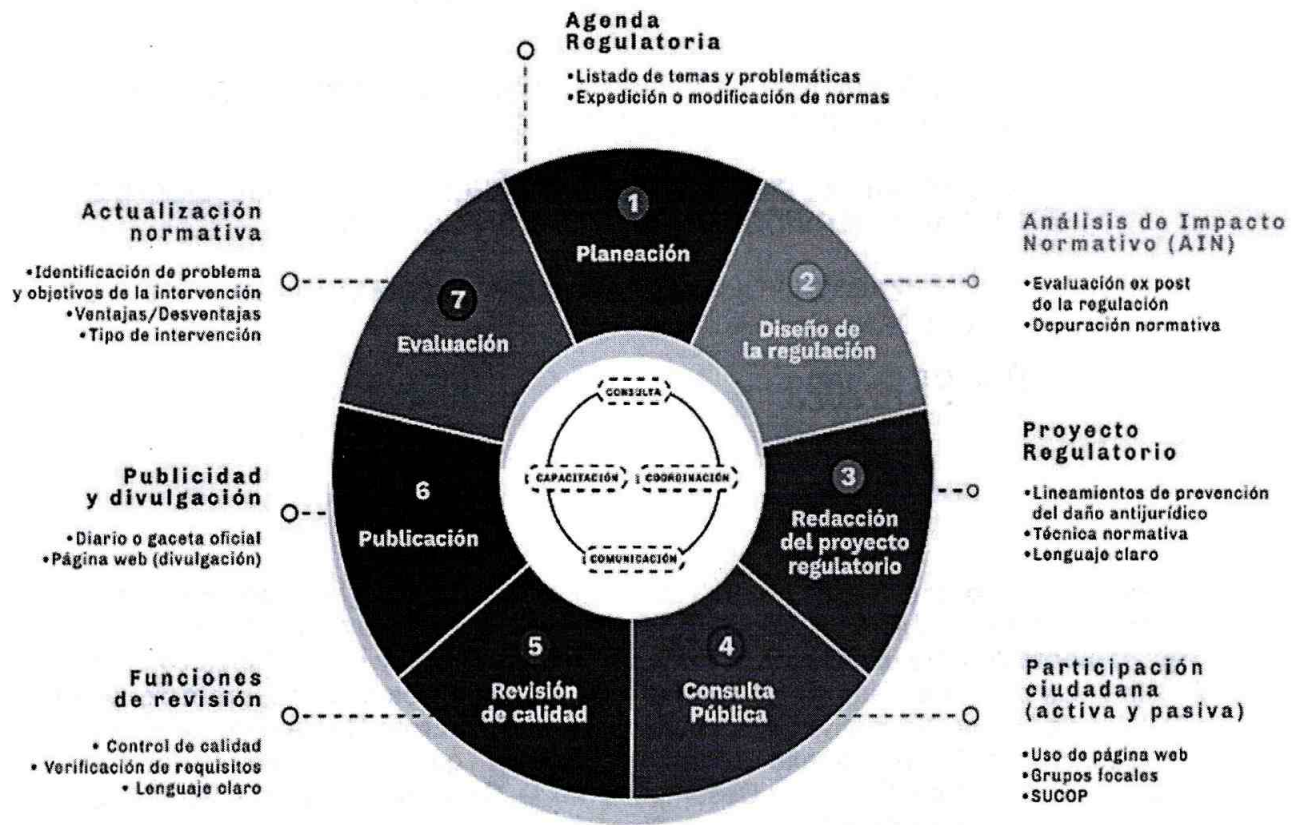 Agenda
Regulatoria
•Listado de temas y problemáticas
•Expedición o modificación de normas
1
Planeación
Análisis de Impacto
Normativo (AIN)
•Evaluación ex post
de la regulación
•Depuración normativa
2
Diseño de
la regulación
Proyecto
Regulatorio
•Lineamientos de prevención
del daño antijurídico
•Técnica normativa
•Lenguaje claro
3
Redacción
del proyecto
regulatorio
Participación
ciudadana
(activa y pasiva)
•Uso de página web
•Grupos focales
•SUCOP
4
Consulta
Pública
5
Revisión
de calidad
Funciones
de revisión
• Control de calidad
• Verificación de requisitos
• Lenguaje claro
6
Publicación
Publicidad
y divulgación
•Diario o gaceta oficial
•Página web (divulgación)
7
Evaluación
Actualización
normativa
•Identificación de problema
y objetivos de la intervención
•Ventajas/Desventajas
•Tipo de intervención
CONSULTA
CAPACITACIÓN
COORDINACIÓN
COMUNICACIÓN